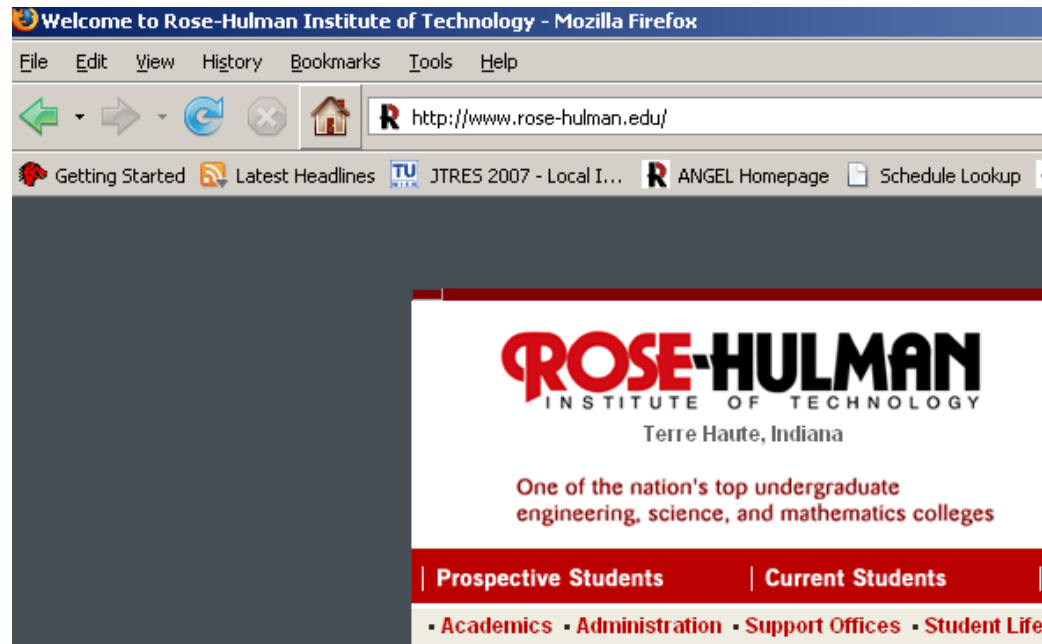 Welcome to Rose-Hulman Institute of Technology - Mozilla Firefox
File Edit View History Bookmarks Tools Help
http://www.rose-hulman.edu/
Getting Started Latest Headlines TU JTRES 2007 - Local I... ANGEL Homepage Schedule Lookup
ROSE-HULMAN
INSTITUTE OF TECHNOLOGY
Terre Haute, Indiana
One of the nation's top undergraduate
engineering, science, and mathematics colleges
| Prospective Students | Current Students |
▪ Academics ▪ Administration ▪ Support Offices ▪ Student Life